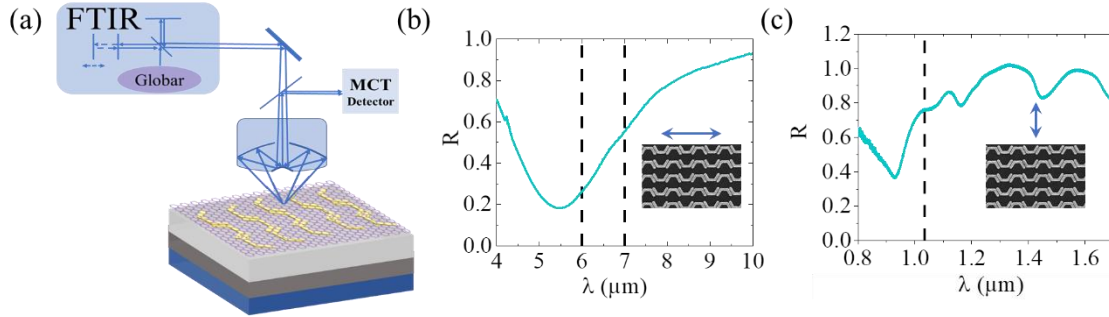 (a)
FTIR
Globar
MCT
Detector
(b)
R
1.0
0.8
0.6
0.4
0.2
0.0
4 5 6 7 8 9 10
λ (μm)
(c)
R
1.2
1.0
0.8
0.6
0.4
0.2
0
0.8 1.0 1.2 1.4 1.6
λ (μm)